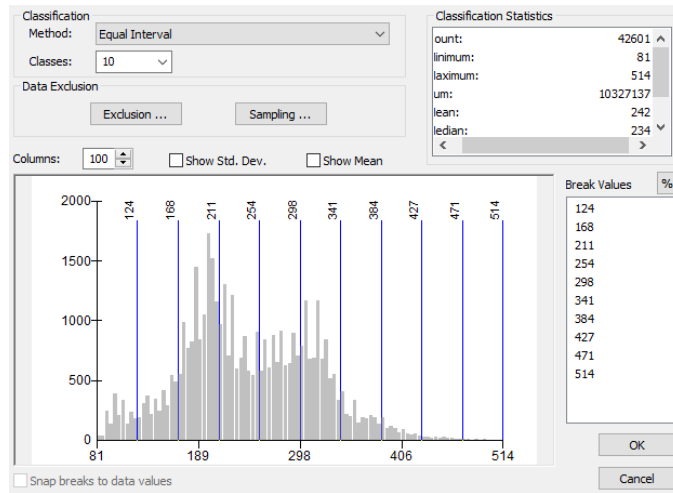 Classification
Method: Equal Interval
Classes: 10
Data Exclusion
Exclusion ...
Sampling ...
Classification Statistics
ount: 42601
linimum: 81
laximum: 514
um: 10327137
lean: 242
ledian: 234
Columns: 100
Show Std. Dev.
Show Mean
Break Values
%
2000
1500
1000
500
0
124
168
211
254
298
341
384
427
471
514
81
189
298
406
514
124
168
211
254
298
341
384
427
471
514
Snap breaks to data values
OK
Cancel